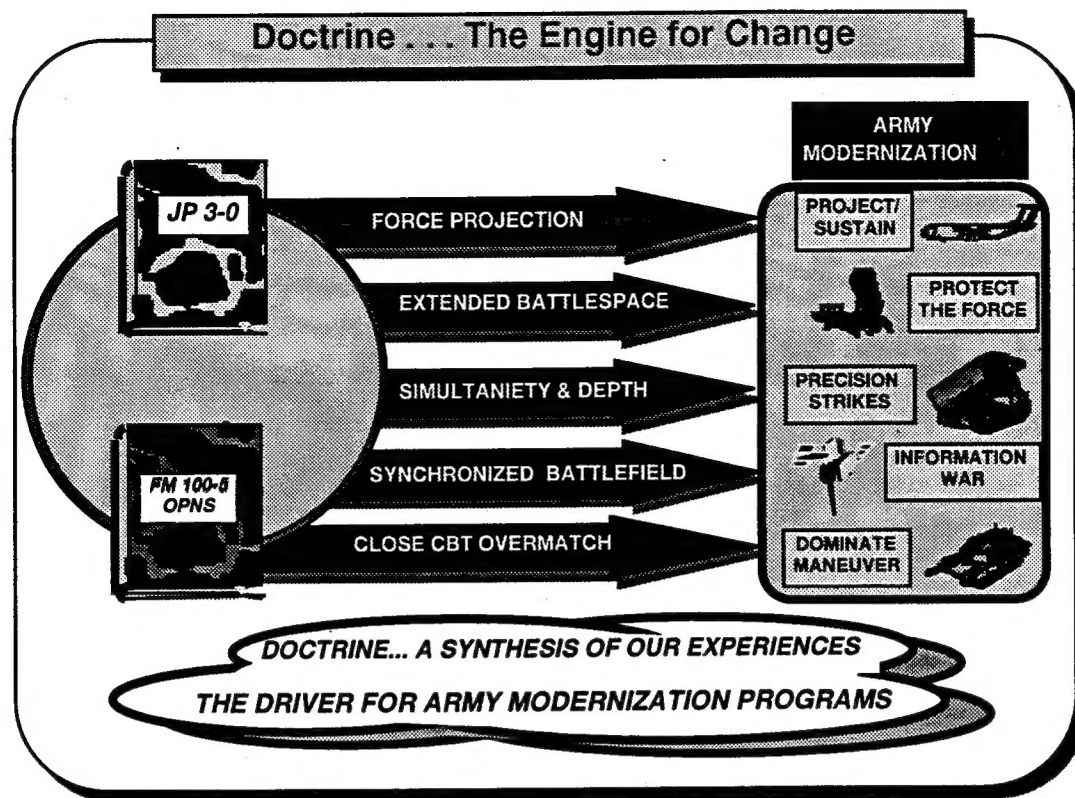 Doctrine . . . The Engine for Change
ARMY
MODERNIZATION
JP 3-0
FORCE PROJECTION
PROJECT/
SUSTAIN
EXTENDED BATTLESPACE
PROTECT
THE FORCE
SIMULTANIETY & DEPTH
PRECISION
STRIKES
FM 100-5
OPNS
SYNCHRONIZED BATTLEFIELD
INFORMATION
WAR
CLOSE CBT OVERMATCH
DOMINATE
MANEUVER
DOCTRINE... A SYNTHESIS OF OUR EXPERIENCES
THE DRIVER FOR ARMY MODERNIZATION PROGRAMS